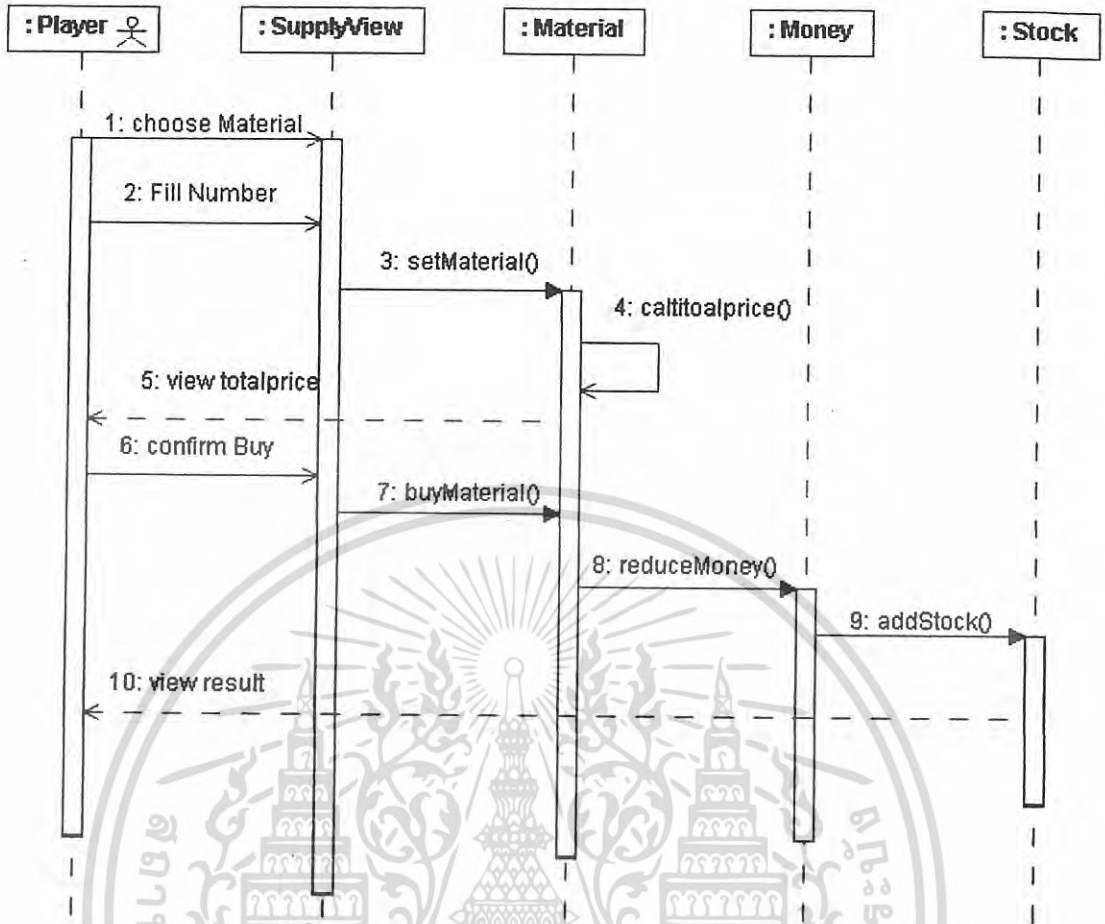 : Player
: SupplyView
: Material
: Money
: Stock
1: choose Material
2: Fill Number
3: setMaterial()
4: caltitoalprice()
5: view totalprice
6: confirm Buy
7: buyMaterial()
8: reduceMoney()
9: addStock()
10: view result